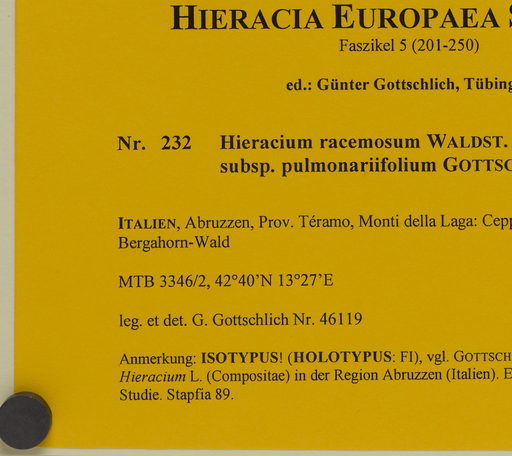 HIERACIA EUROPAEA
Faszikel 5 (201-250)
ed.: Günter Gottschlich, Tübing
Nr. 232 Hieracium racemosum WALDST.
subsp. pulmonariifolium GOTTSC
ITALIEN, Abruzzen, Prov. Téramo, Monti della Laga: Cepp
Bergahorn-Wald
MTB 3346/2, 42°40’N 13°27’E
leg. et det. G. Gottschlich Nr. 46119
Anmerkung: ISOTYPUS! (HOLOTYPUS: FI), vgl. GOTTSCH
Hieracium L. (Compositae) in der Region Abruzzen (Italien). E
Studie. Stapfia 89.